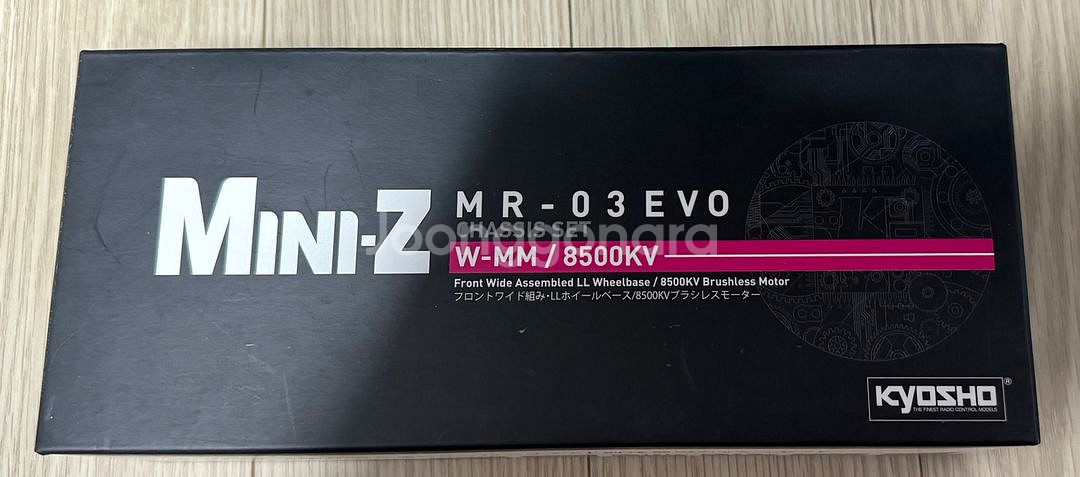 MINI-Z
MR-03EVO
CHASSIS SET
Joonggonara
W-MM / 8500KV
Front Wide Assembled LL Wheelbase / 8500KV Brushless Motor
フロントワイド組み・LLホイールベース/8500KVブラシレスモーター
KYOSHO®
THE FINEST RADIO CONTROL MODELS